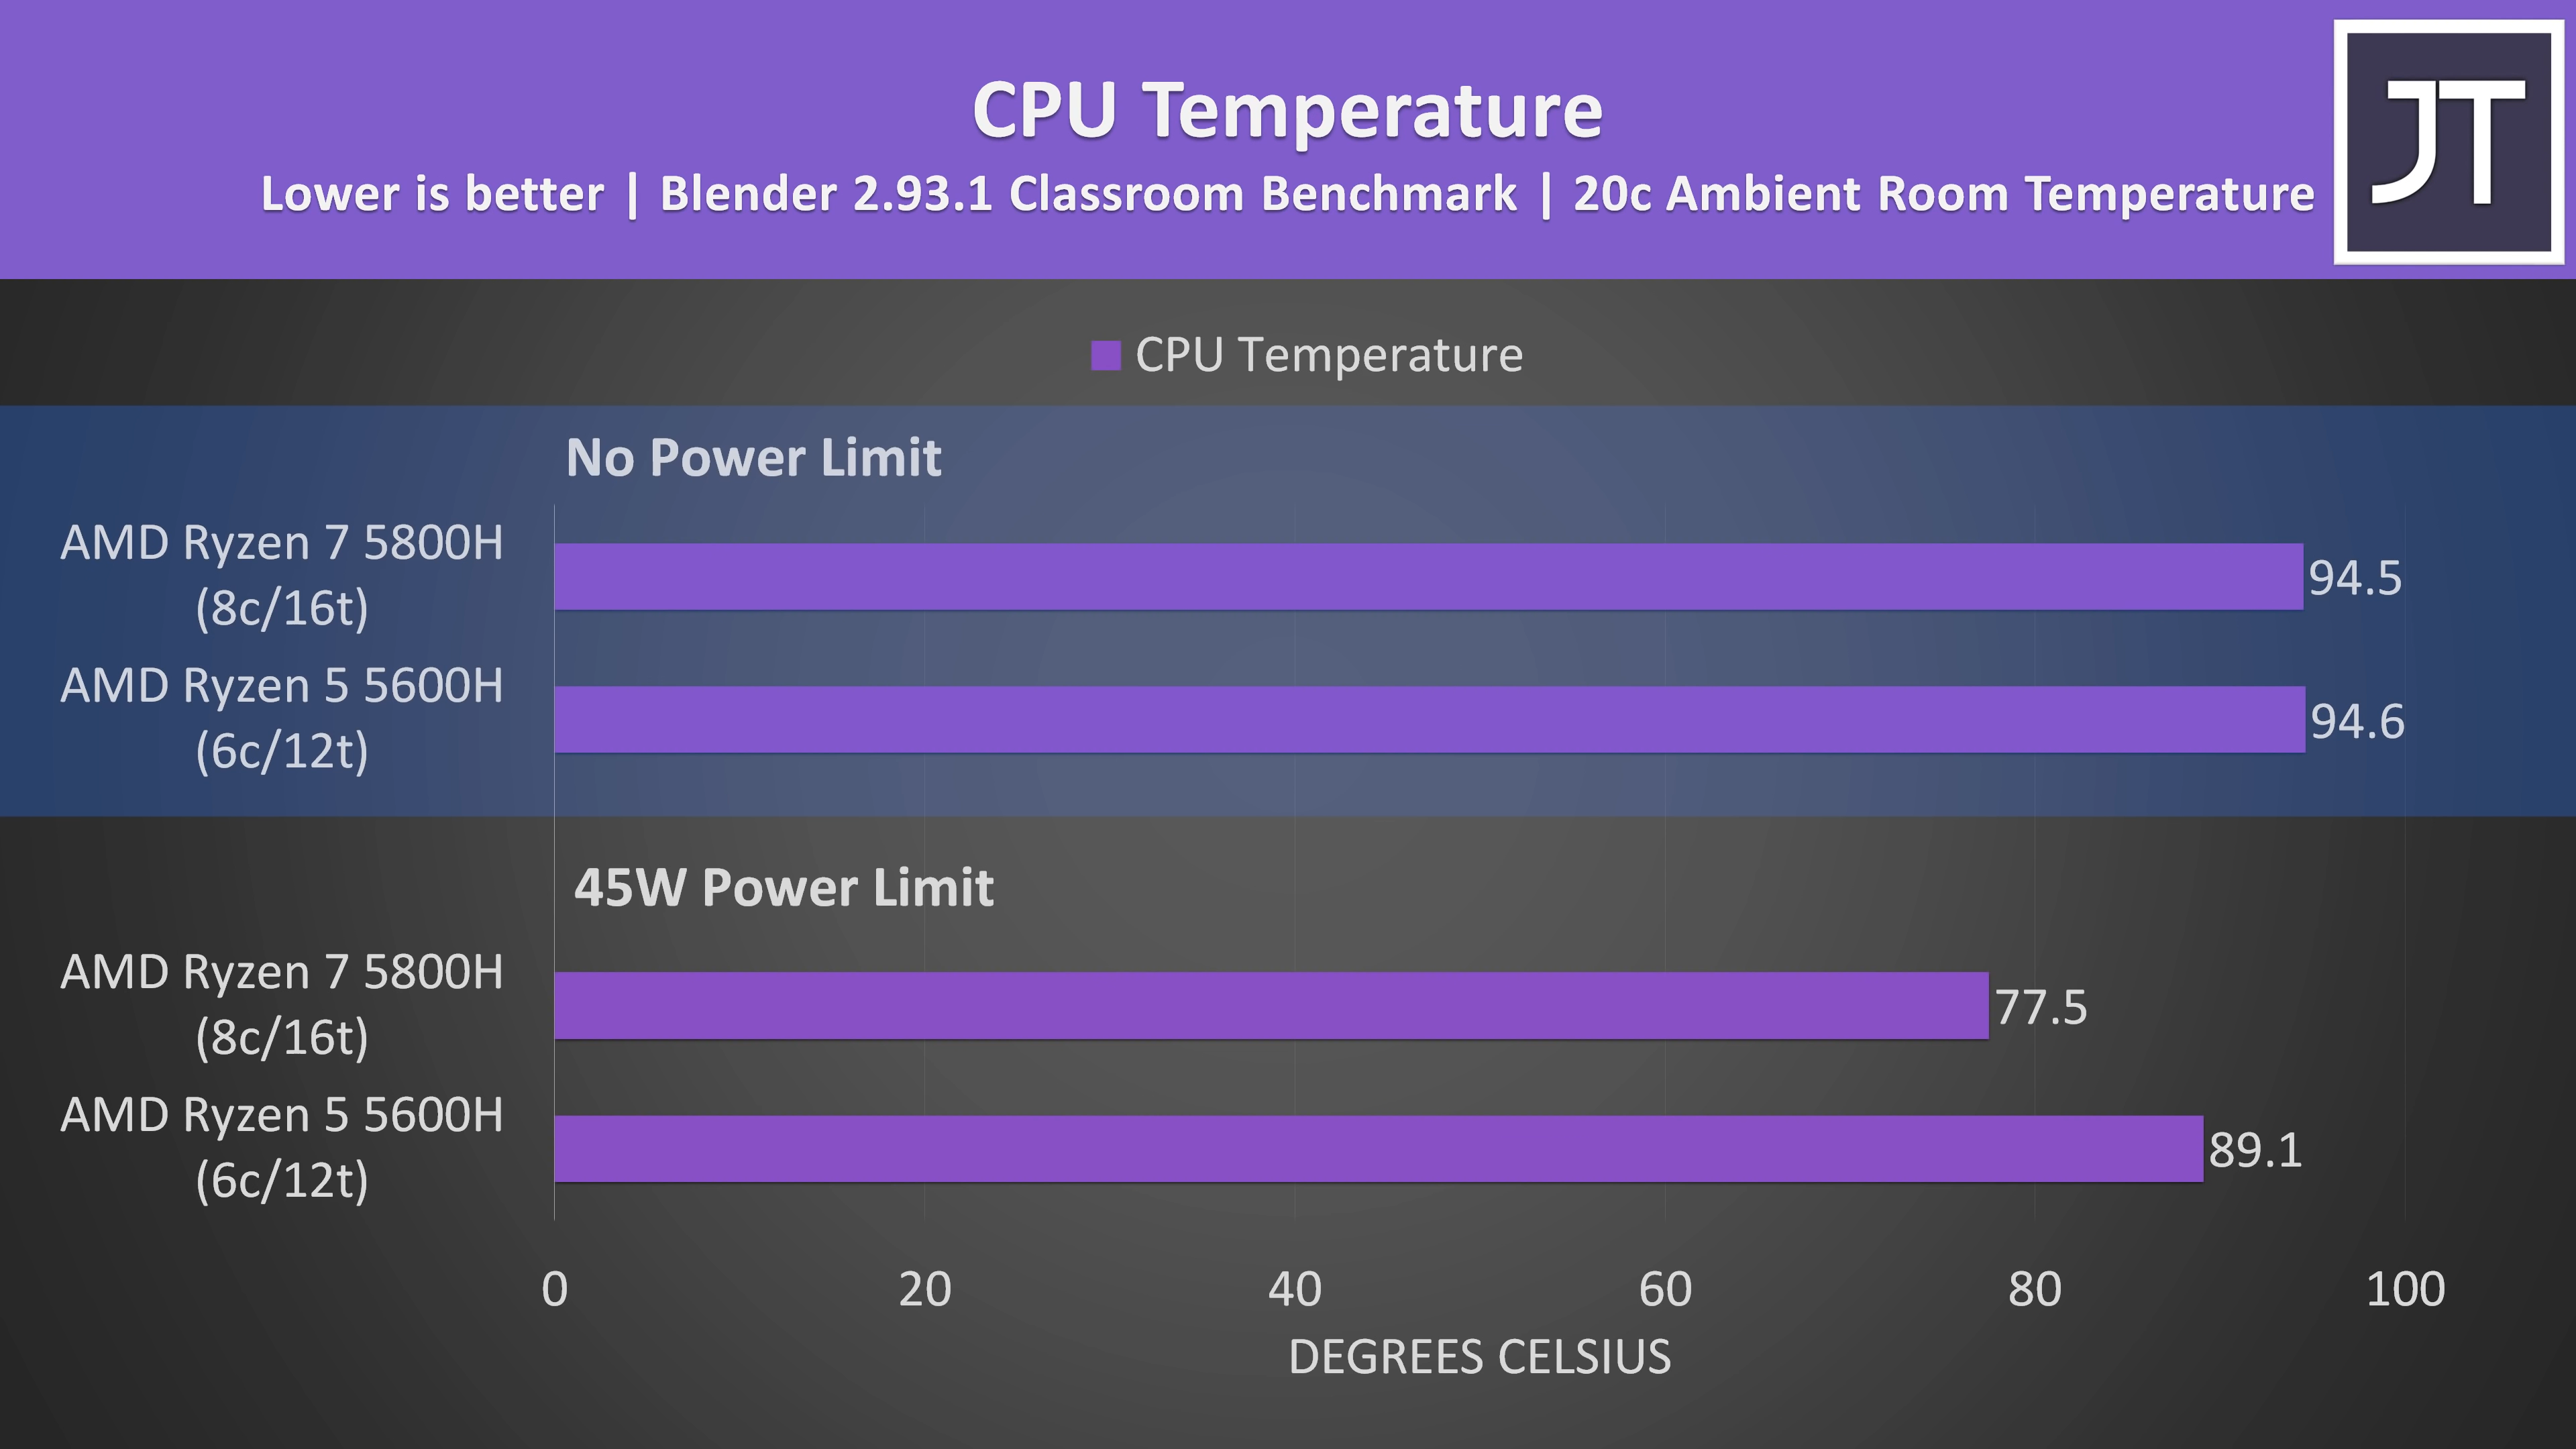 CPU Temperature
Lower is better | Blender 2.93.1 Classroom Benchmark | 20c Ambient Room Temperature
JT
CPU Temperature
No Power Limit
AMD Ryzen 7 5800H
(8c/16t)
94.5
AMD Ryzen 5 5600H
(6c/12t)
94.6
45W Power Limit
AMD Ryzen 7 5800H
(8c/16t)
77.5
AMD Ryzen 5 5600H
(6c/12t)
89.1
0 20 40 60 80 100
DEGREES CELSIUS